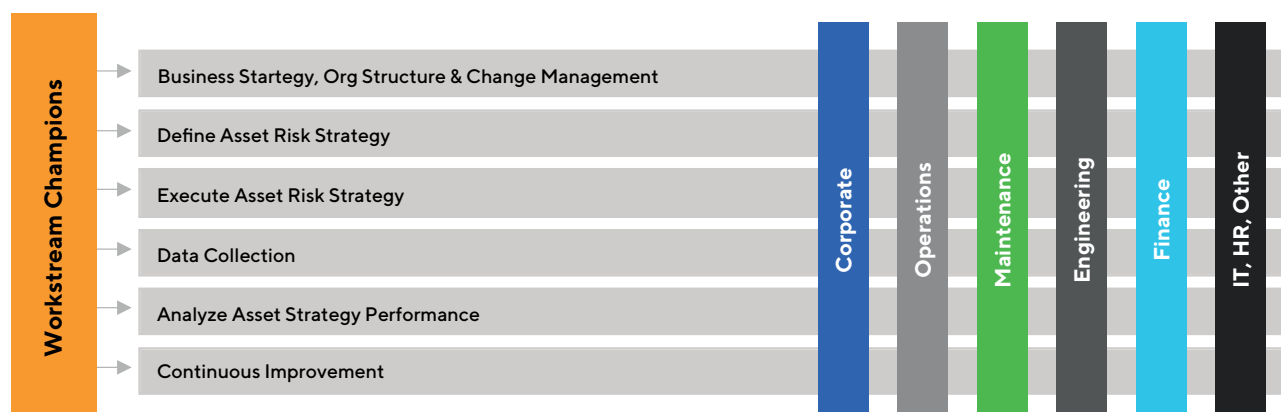 Workstream Champions
Business Startegy, Org Structure & Change Management
Define Asset Risk Strategy
Execute Asset Risk Strategy
Data Collection
Analyze Asset Strategy Performance
Continuous Improvement
Corporate
Operations
Maintenance
Engineering
Finance
IT, HR, Other